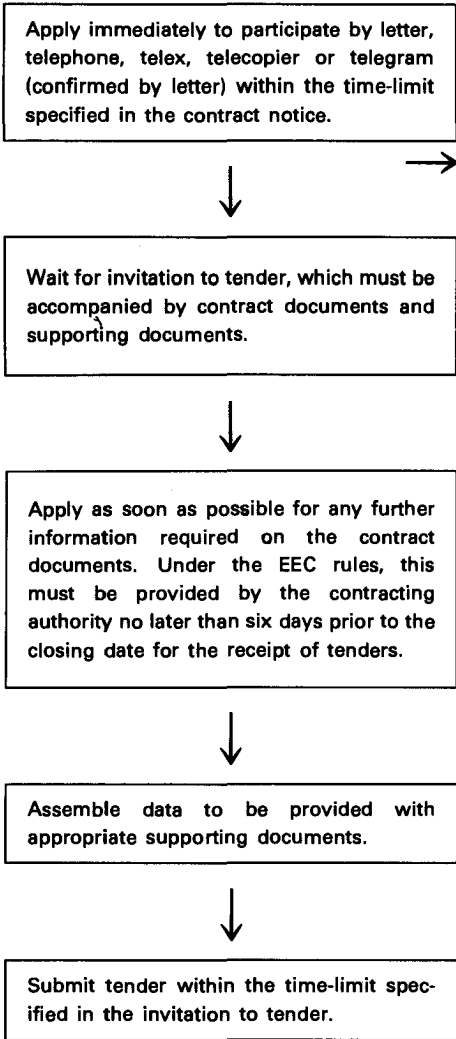 Apply immediately to participate by letter,
telephone, telex, telecopier or telegram
(confirmed by letter) within the time-limit
specified in the contract notice.
Wait for invitation to tender, which must be
accompanied by contract documents and
supporting documents.
Apply as soon as possible for any further
information required on the contract
documents. Under the EEC rules, this
must be provided by the contracting
authority no later than six days prior to the
closing date for the receipt of tenders.
Assemble data to be provided with
appropriate supporting documents.
Submit tender within the time-limit spec-
ified in the invitation to tender.